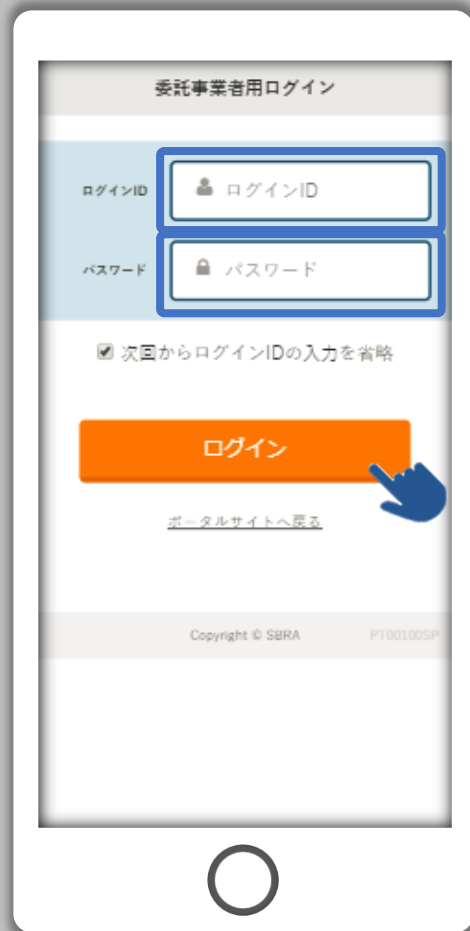 委託事業者用ログイン
ログインID
ログインID
パスワード
パスワード
次回からログインIDの入力を省略
ログイン
ポータルサイトへ戻る
Copyright © SBRA PT00100SP